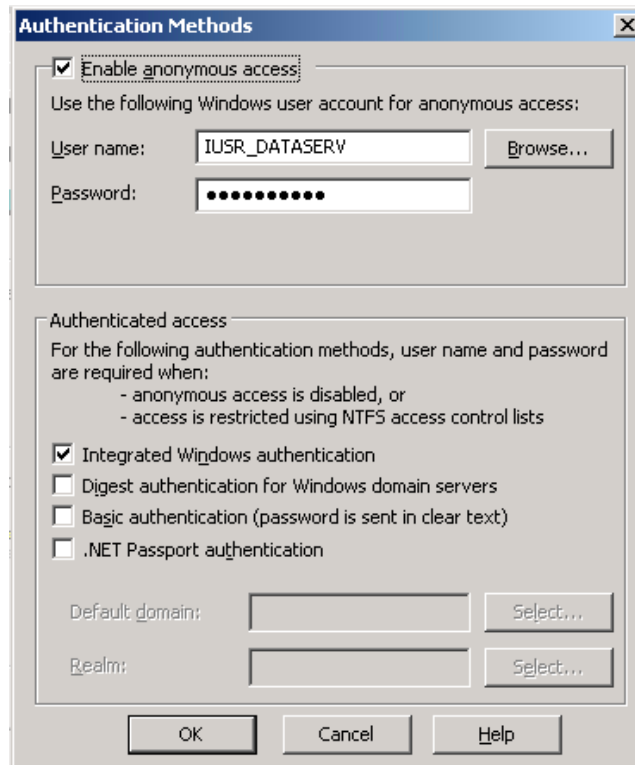 Authentication Methods
Enable anonymous access
Use the following Windows user account for anonymous access:
User name:
IUSR_DATASERV
Browse...
Password:
●●●●●●●●●●
Authenticated access
For the following authentication methods, user name and password
are required when:
- anonymous access is disabled, or
- access is restricted using NTFS access control lists
Integrated Windows authentication
Digest authentication for Windows domain servers
Basic authentication (password is sent in clear text)
.NET Passport authentication
Default domain:
Select...
Realm:
Select...
OK
Cancel
Help